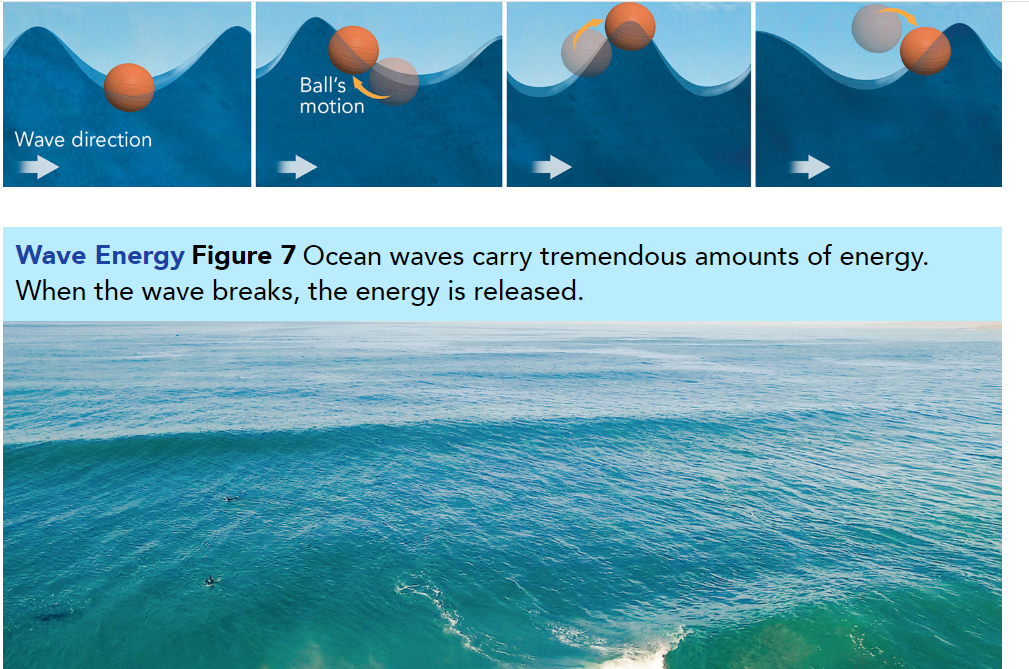 Ball's
motion
Wave direction
Wave Energy Figure 7 Ocean waves carry tremendous amounts of energy.
When the wave breaks, the energy is released.